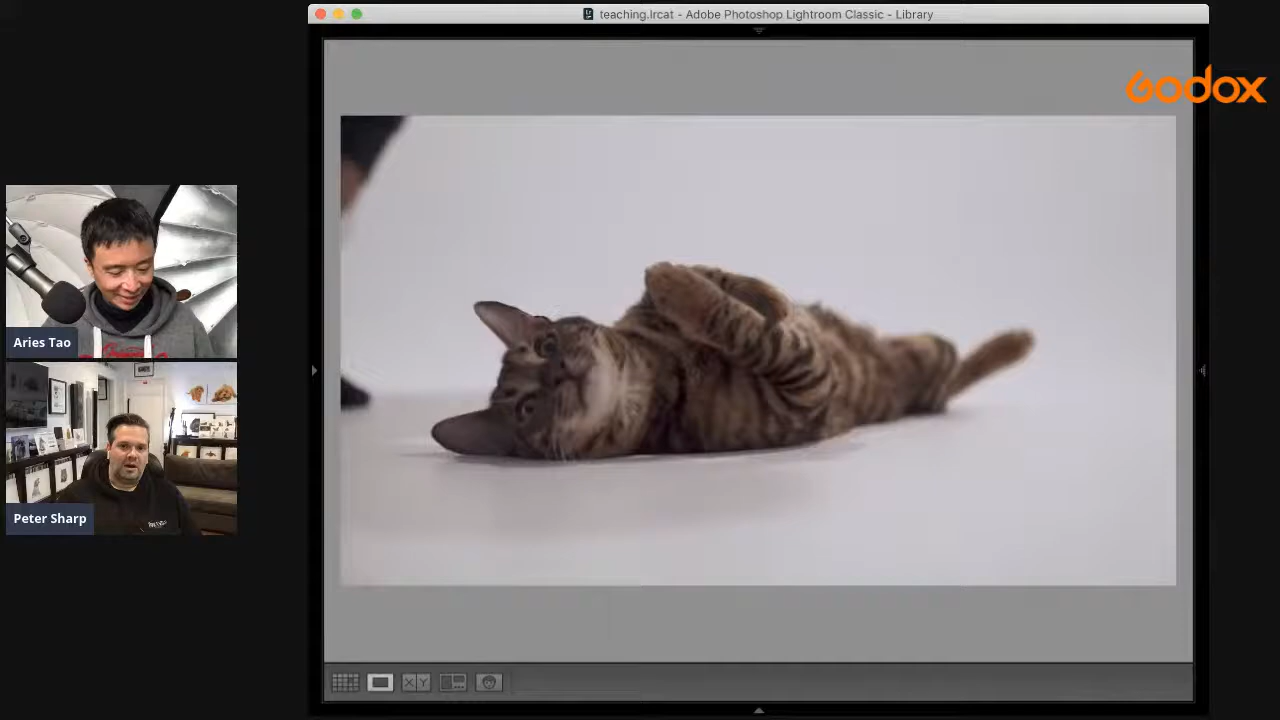 teaching.lrcat - Adobe Photoshop Lightroom Classic - Library
GODOX
Aries Tao
Peter Sharp
X Y